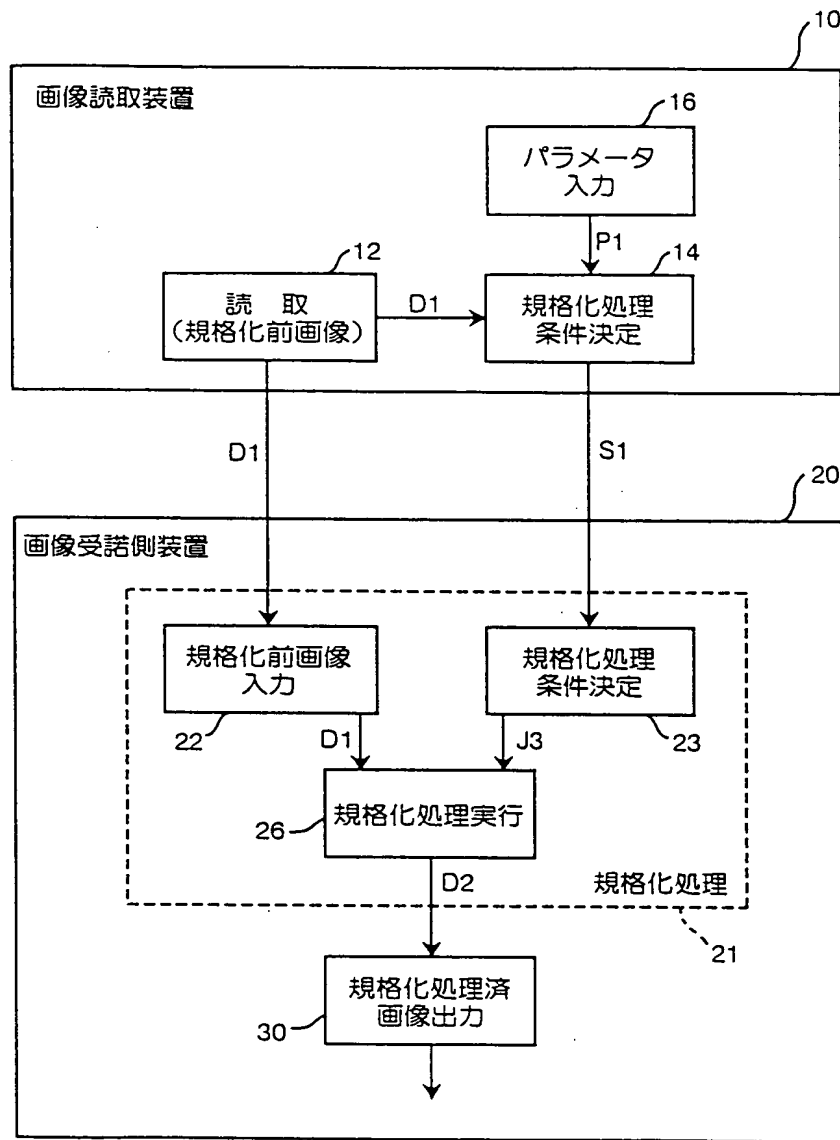 10
画像読取装置
16
パラメータ
入力
P1
12
14
読 取
(規格化前画像)
D1
規格化処理
条件決定
D1
S1
20
画像受諾側装置
規格化前画像
入力
規格化処理
条件決定
22
D1
J3
23
26
規格化処理実行
D2
規格化処理
21
規格化処理済
画像出力
30